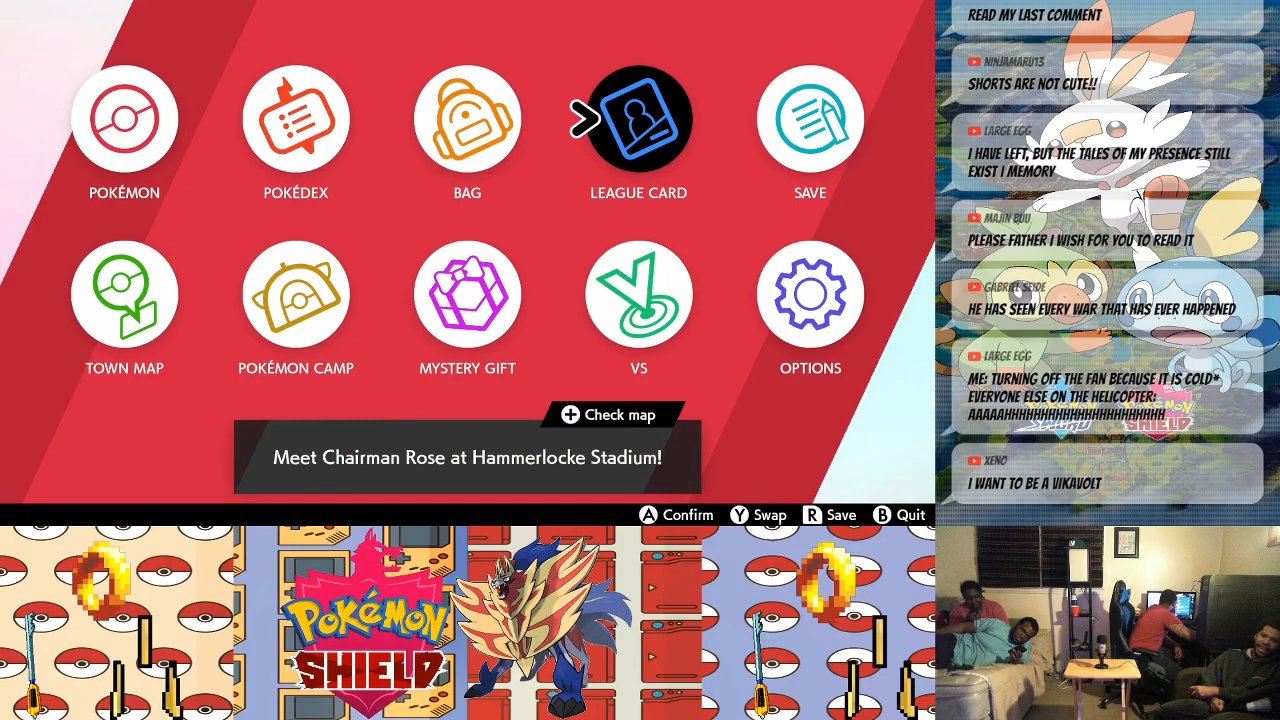 POKÉMON
POKÉDEX
BAG
LEAGUE CARD
SAVE
TOWN MAP
POKÉMON CAMP
MYSTERY GIFT
VS
OPTIONS
Check map
Meet Chairman Rose at Hammerlocke Stadium!
A Confirm Y Swap R Save B Quit
POKéMON
SHIELD
READ MY LAST COMMENT
NINJAMARU13
SHORTS ARE NOT CUTE!!
LARGE EGG
I HAVE LEFT, BUT THE TALES OF MY PRESENCE STILL
EXIST I MEMORY
MAJIN BUU
PLEASE FATHER I WISH FOR YOU TO READ IT
GABRIEL SLIDE
HE HAS SEEN EVERY WAR THAT HAS EVER HAPPENED
LARGE EGG
ME: TURNING OFF THE FAN BECAUSE IT IS COLD*
EVERYONE ELSE ON THE HELICOPTER:
XENO
I WANT TO BE A VIKAVOLT